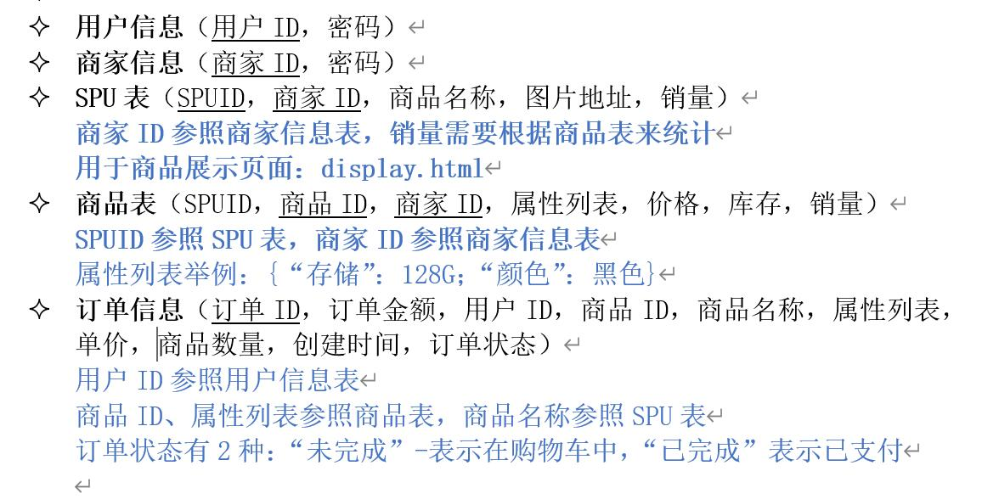 ✧ 用户信息（用户 ID，密码）↵
✧ 商家信息（商家 ID，密码）↵
✧ SPU 表（SPUID，商家 ID，商品名称，图片地址，销量）↵
商家 ID 参照商家信息表，销量需要根据商品表来统计↵
用于商品展示页面：display.html↵
✧ 商品表（SPUID，商品 ID，商家 ID，属性列表，价格，库存，销量）↵
SPUID 参照 SPU 表，商家 ID 参照商家信息表↵
属性列表举例：{“存储”：128G；“颜色”：黑色}↵
✧ 订单信息（订单 ID，订单金额，用户 ID，商品 ID，商品名称，属性列表，
单价，商品数量，创建时间，订单状态）↵
用户 ID 参照用户信息表↵
商品 ID、属性列表参照商品表，商品名称参照 SPU 表↵
订单状态有 2 种：“未完成”-表示在购物车中，“已完成”表示已支付↵
↵